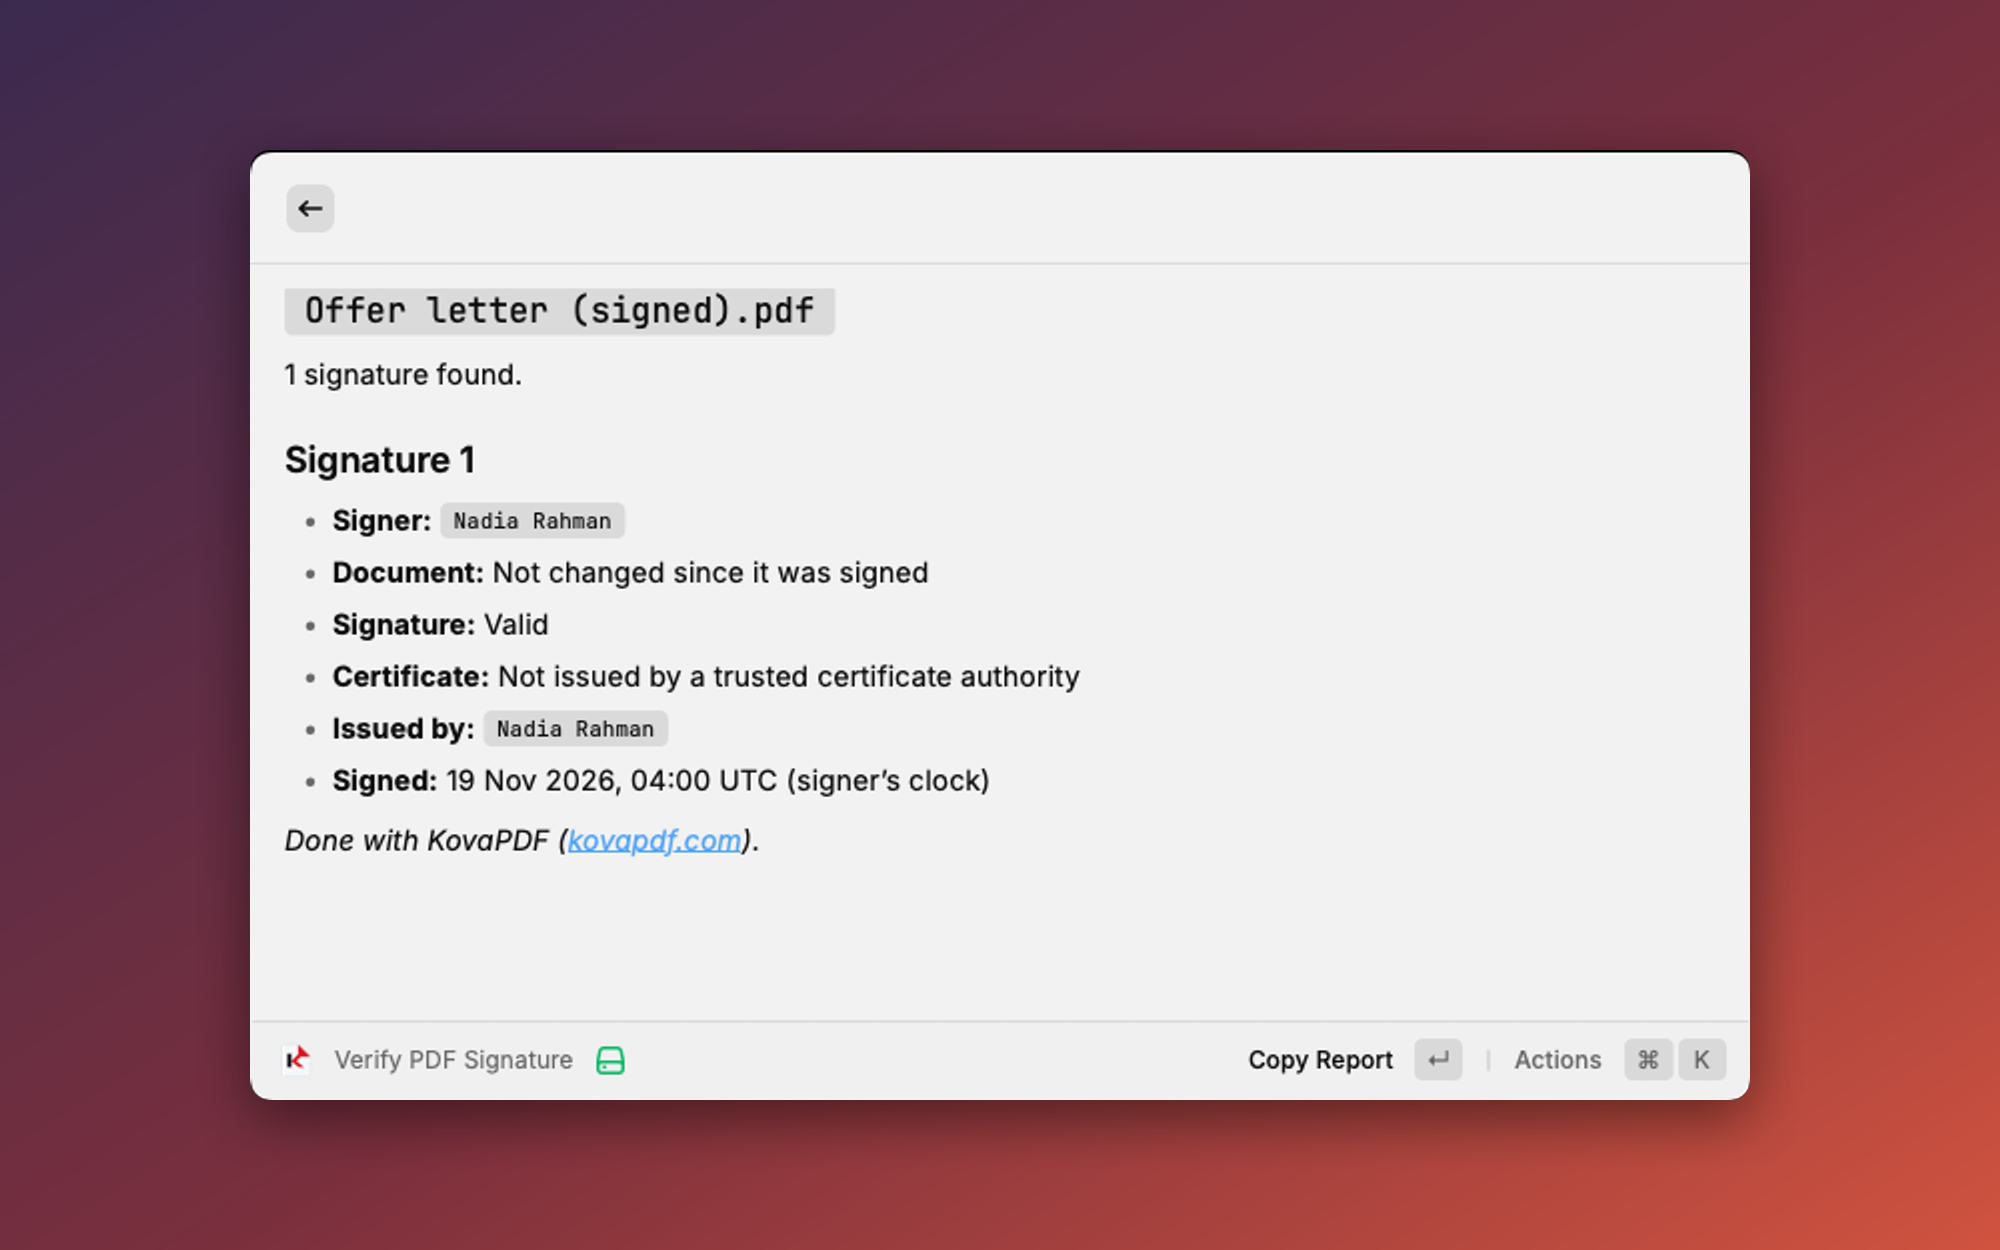 Offer letter (signed).pdf
1 signature found.
Signature 1
Signer: Nadia Rahman
Document: Not changed since it was signed
Signature: Valid
Certificate: Not issued by a trusted certificate authority
Issued by: Nadia Rahman
Signed: 19 Nov 2026, 04:00 UTC (signer’s clock)
Done with KovaPDF (kovapdf.com).
Verify PDF Signature Copy Report ↵ | Actions ⌘ K